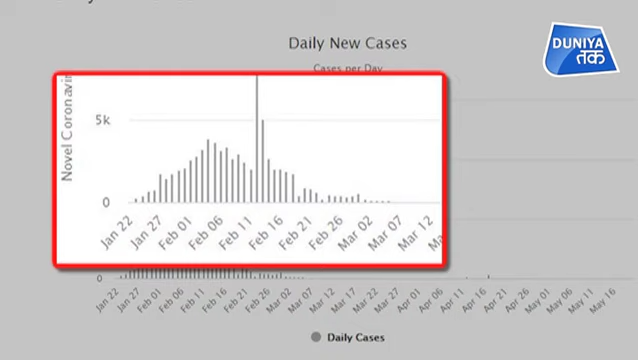 Daily New Cases
DUNIYA
तक
Cases per Day
Novel Coronavir
5k
0
Jan 22
Jan 27
Feb 01
Feb 06
Feb 11
Feb 16
Feb 21
Feb 26
Mar 02
Mar 07
Mar 12
0
Jan 22
Jan 27
Feb 01
Feb 06
Feb 11
Feb 16
Feb 21
Feb 26
Mar 02
Mar 07
Mar 12
Mar 17
Mar 22
Mar 27
Apr 01
Apr 06
Apr 11
Apr 16
Apr 21
Apr 26
May 01
May 06
May 11
May 16
Daily Cases